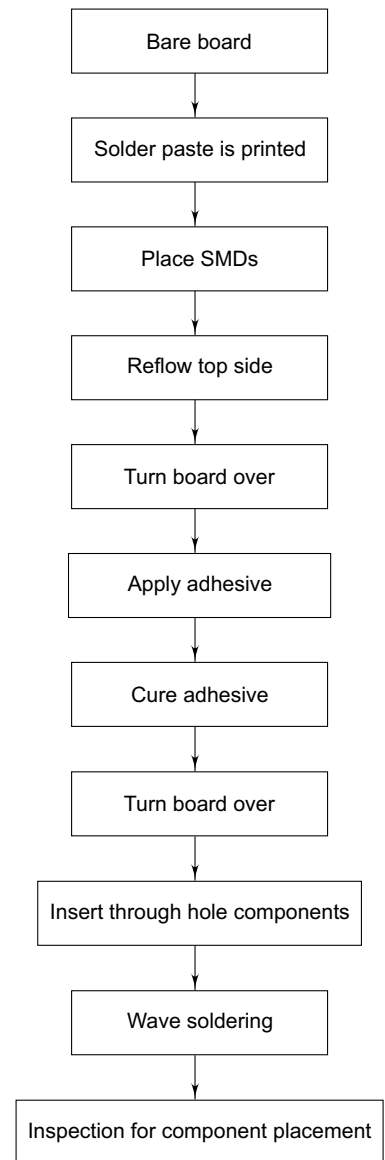 Bare board
Solder paste is printed
Place SMDs
Reflow top side
Turn board over
Apply adhesive
Cure adhesive
Turn board over
Insert through hole components
Wave soldering
Inspection for component placement